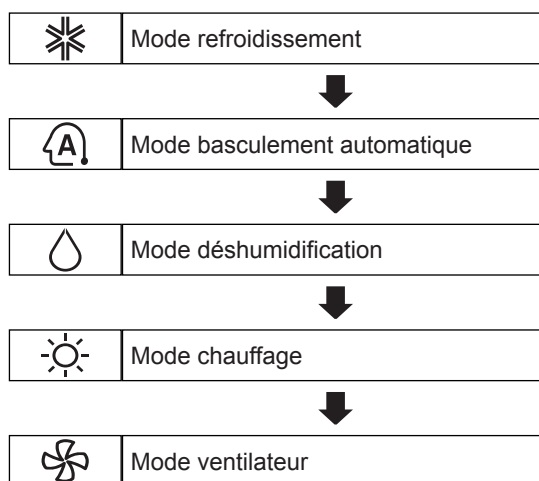 Mode refroidissement
A
Mode basculement automatique
Mode déshumidification
Mode chauffage
Mode ventilateur